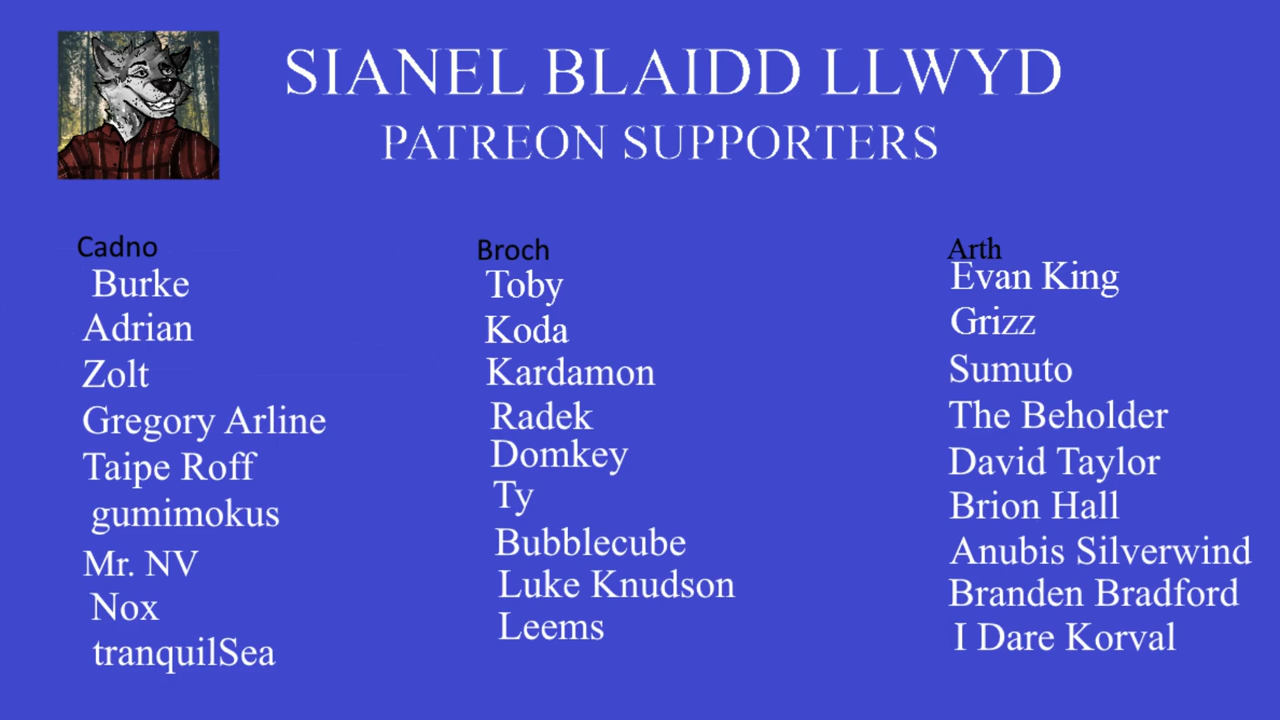 SIANEL BLAIDD LLWYD
PATREON SUPPORTERS
Cadno
Burke
Adrian
Zolt
Gregory Arline
Taipe Roff
gumimokus
Mr. NV
Nox
tranquilSea
Broch
Toby
Koda
Kardamon
Radek
Domkey
Ty
Bubblecube
Luke Knudson
Leems
Arth
Evan King
Grizz
Sumuto
The Beholder
David Taylor
Brion Hall
Anubis Silverwind
Branden Bradford
I Dare Korval